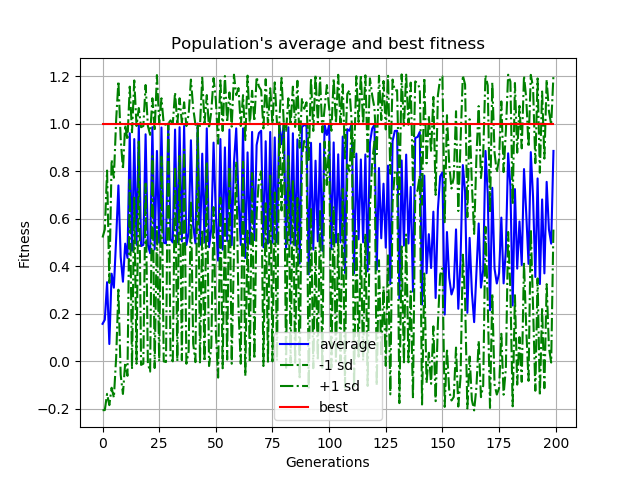 Population's average and best fitness
Fitness
1.2
1.0
0.8
0.6
0.4
0.2
0.0
−0.2
average
-1 sd
+1 sd
best
0 25 50 75 100 125 150 175 200
Generations